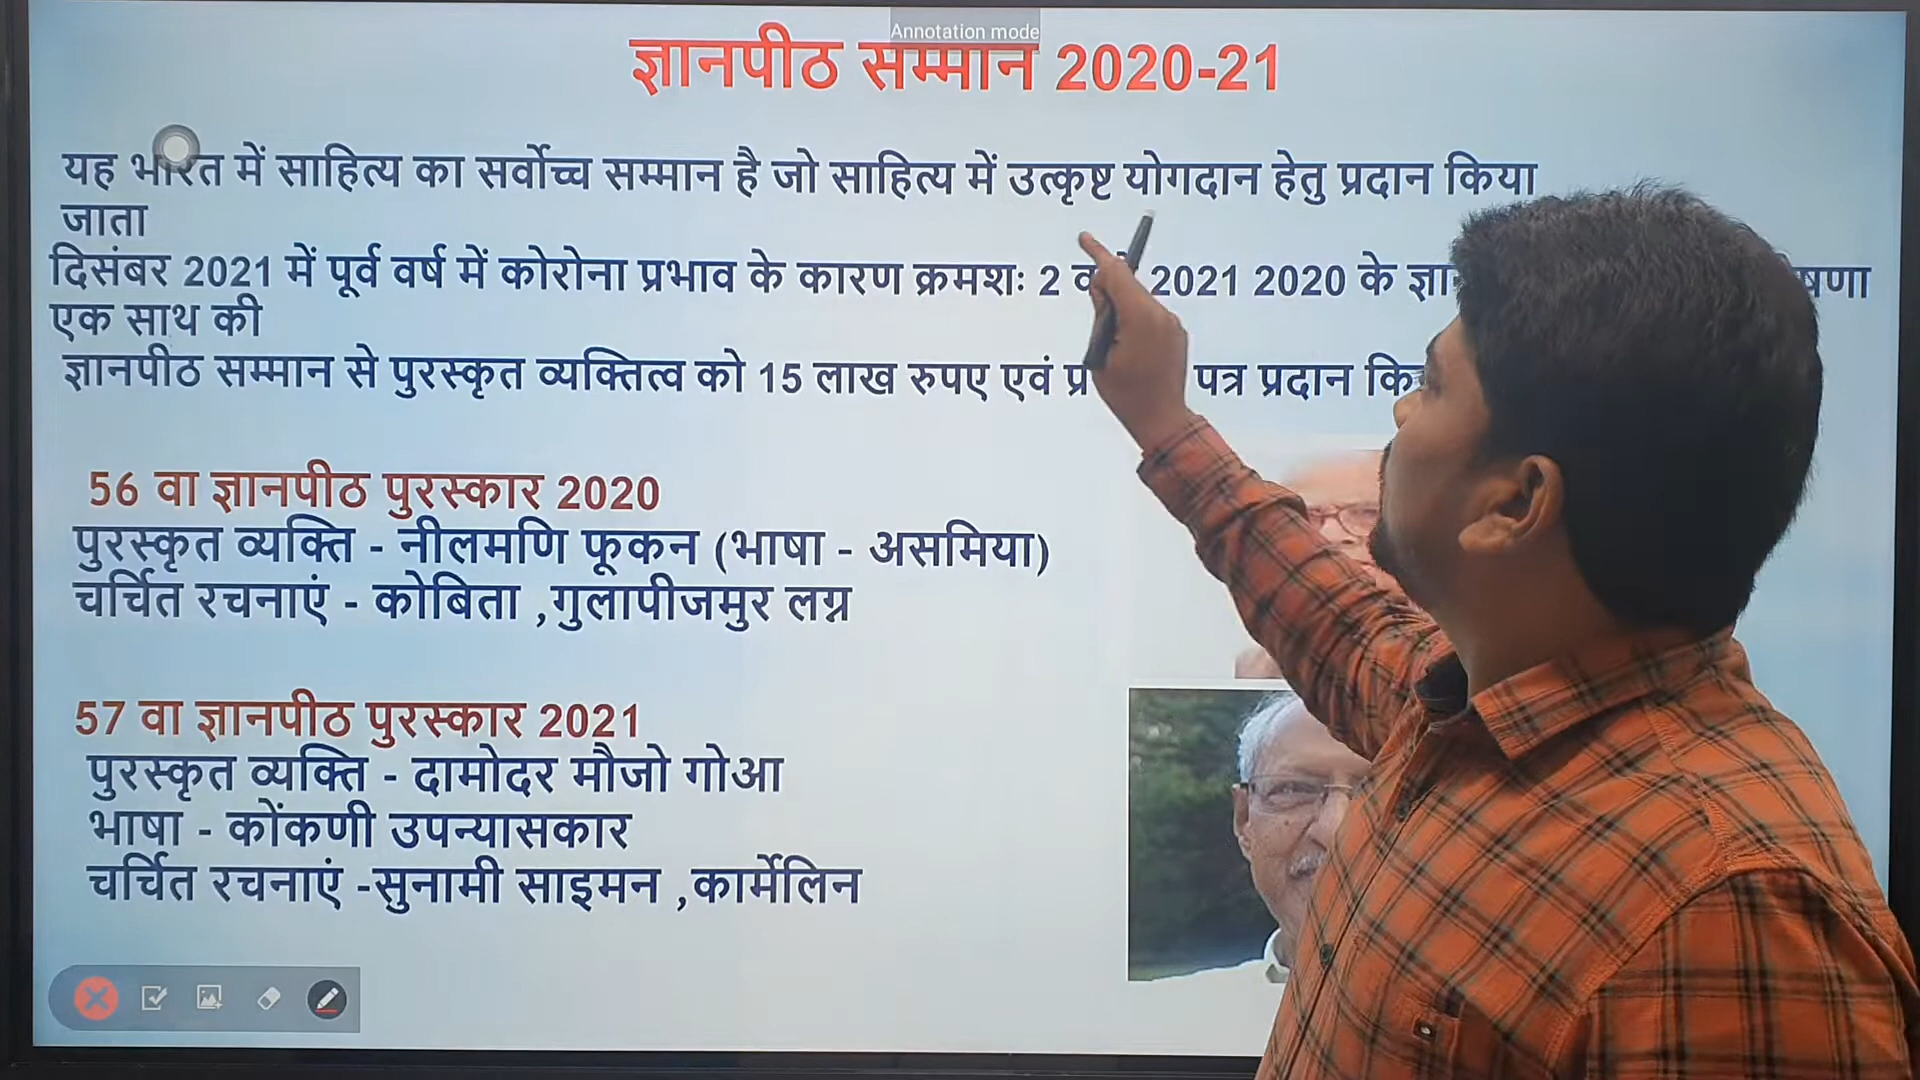 Annotation mode
ज्ञानपीठ सम्मान 2020-21
यह भारत में साहित्य का सर्वोच्च सम्मान है जो साहित्य में उत्कृष्ट योगदान हेतु प्रदान किया
जाता
दिसंबर 2021 में पूर्व वर्ष में कोरोना प्रभाव के कारण क्रमशः 2 2021 2020 के
एक साथ की
ज्ञानपीठ सम्मान से पुरस्कृत व्यक्तित्व को 15 लाख रुपए एवं पत्र प्रदान
56 वा ज्ञानपीठ पुरस्कार 2020
पुरस्कृत व्यक्ति - नीलमणि फूकन (भाषा - असमिया)
चर्चित रचनाएं - कोबिता ,गुलापीजमुर लग्न
57 वा ज्ञानपीठ पुरस्कार 2021
पुरस्कृत व्यक्ति - दामोदर मौजो गोआ
भाषा - कोंकणी उपन्यासकार
चर्चित रचनाएं -सुनामी साइमन ,कार्मेलिन